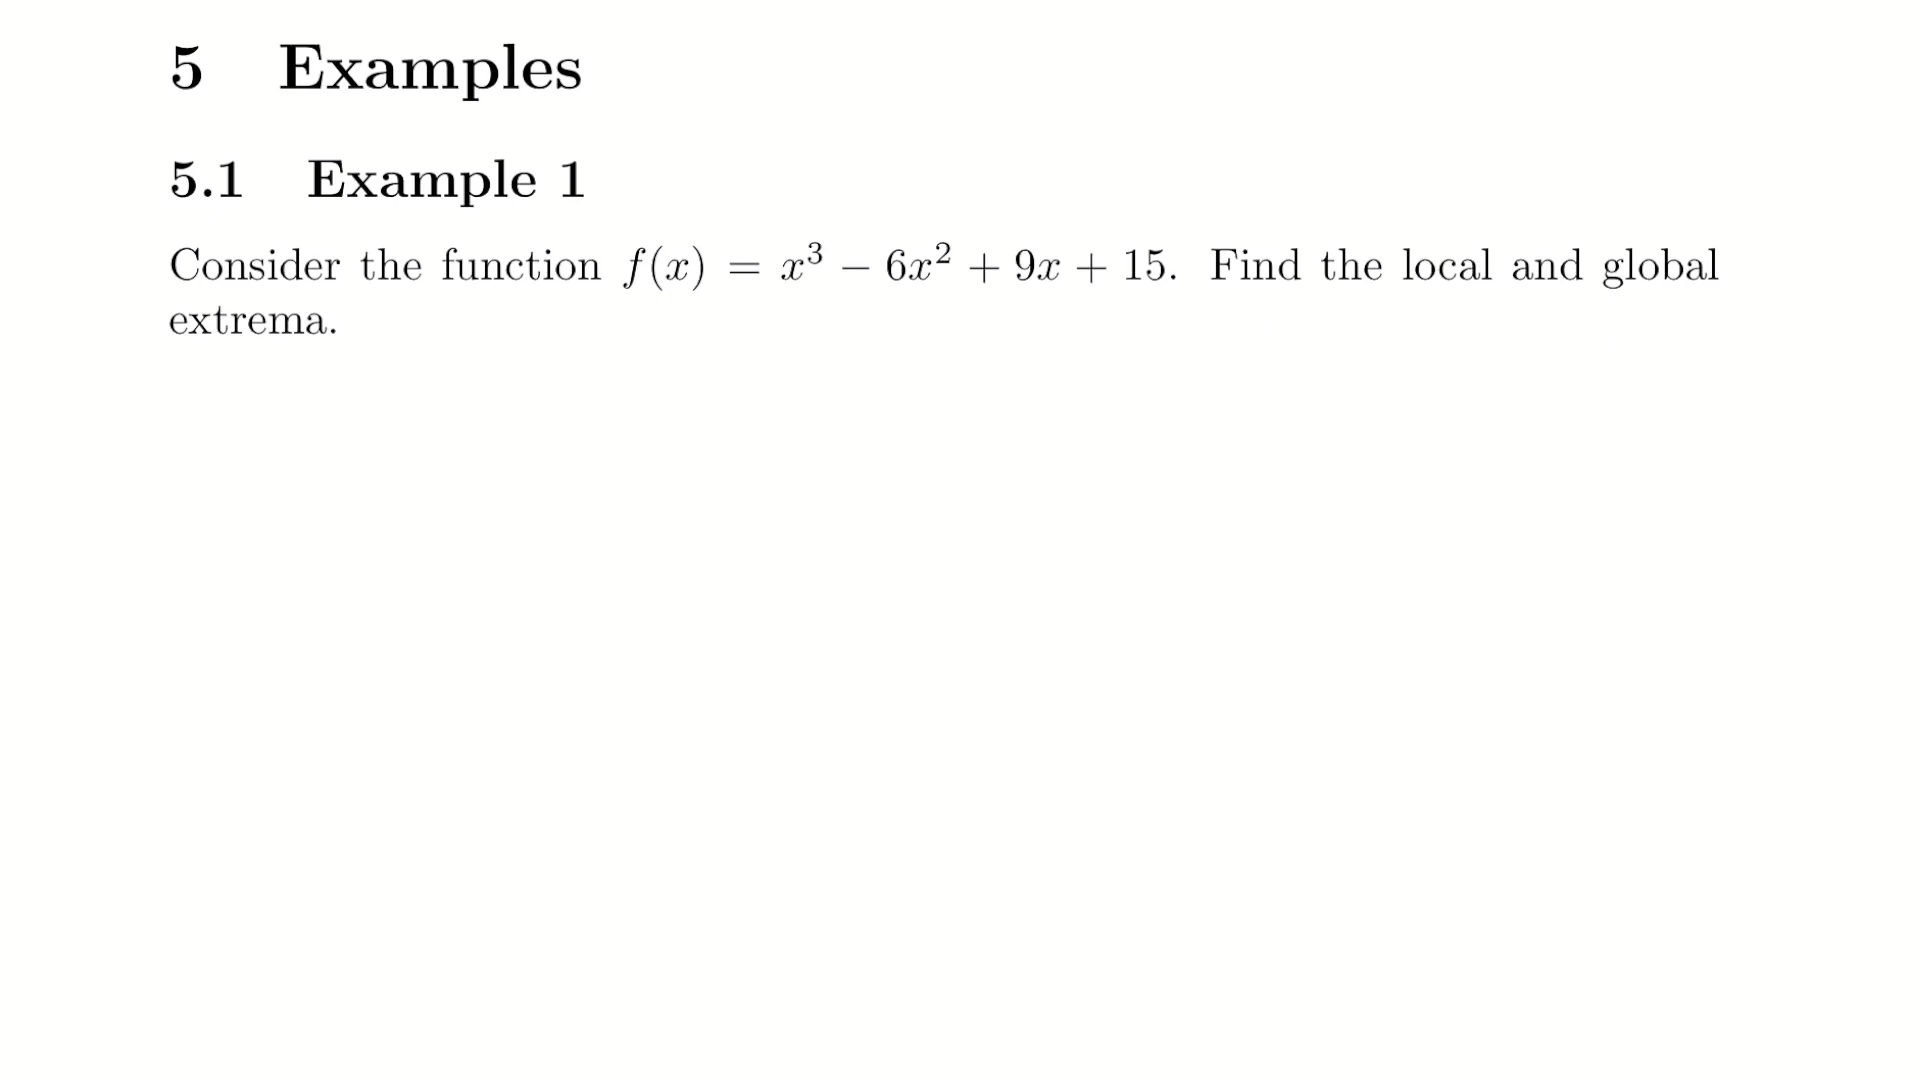 5 Examples
5.1 Example 1
Consider the function f(x) = x³ − 6x² + 9x + 15. Find the local and global
extrema.